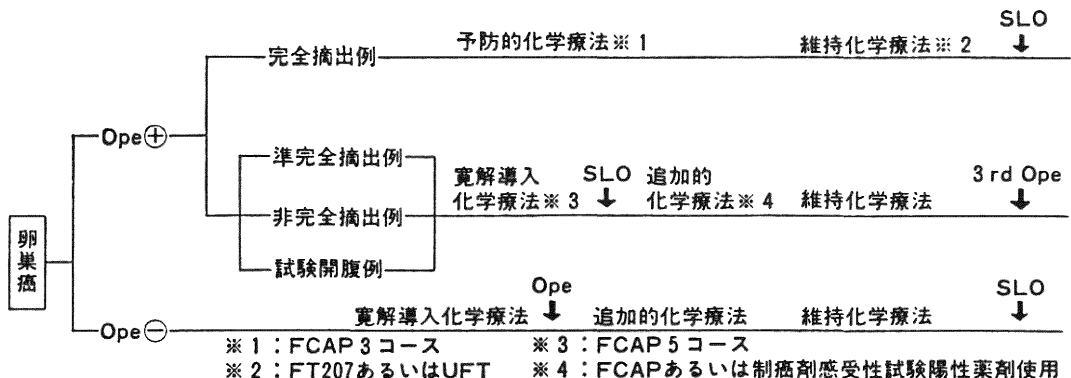 SLO
完全摘出例 予防的化学療法※1 維持化学療法※2
Ope⊕
準完全摘出例
寛解導入 SLO 追加的 3 rd Ope
化学療法※3 化学療法※4 維持化学療法
非完全摘出例
卵巣癌
試験開腹例
Ope SLO
Ope⊖ 寛解導入化学療法 追加的化学療法 維持化学療法
※1：FCAP3コース ※3：FCAP5コース
※2：FT207あるいはUFT ※4：FCAPあるいは制癌剤感受性試験陽性薬剤使用